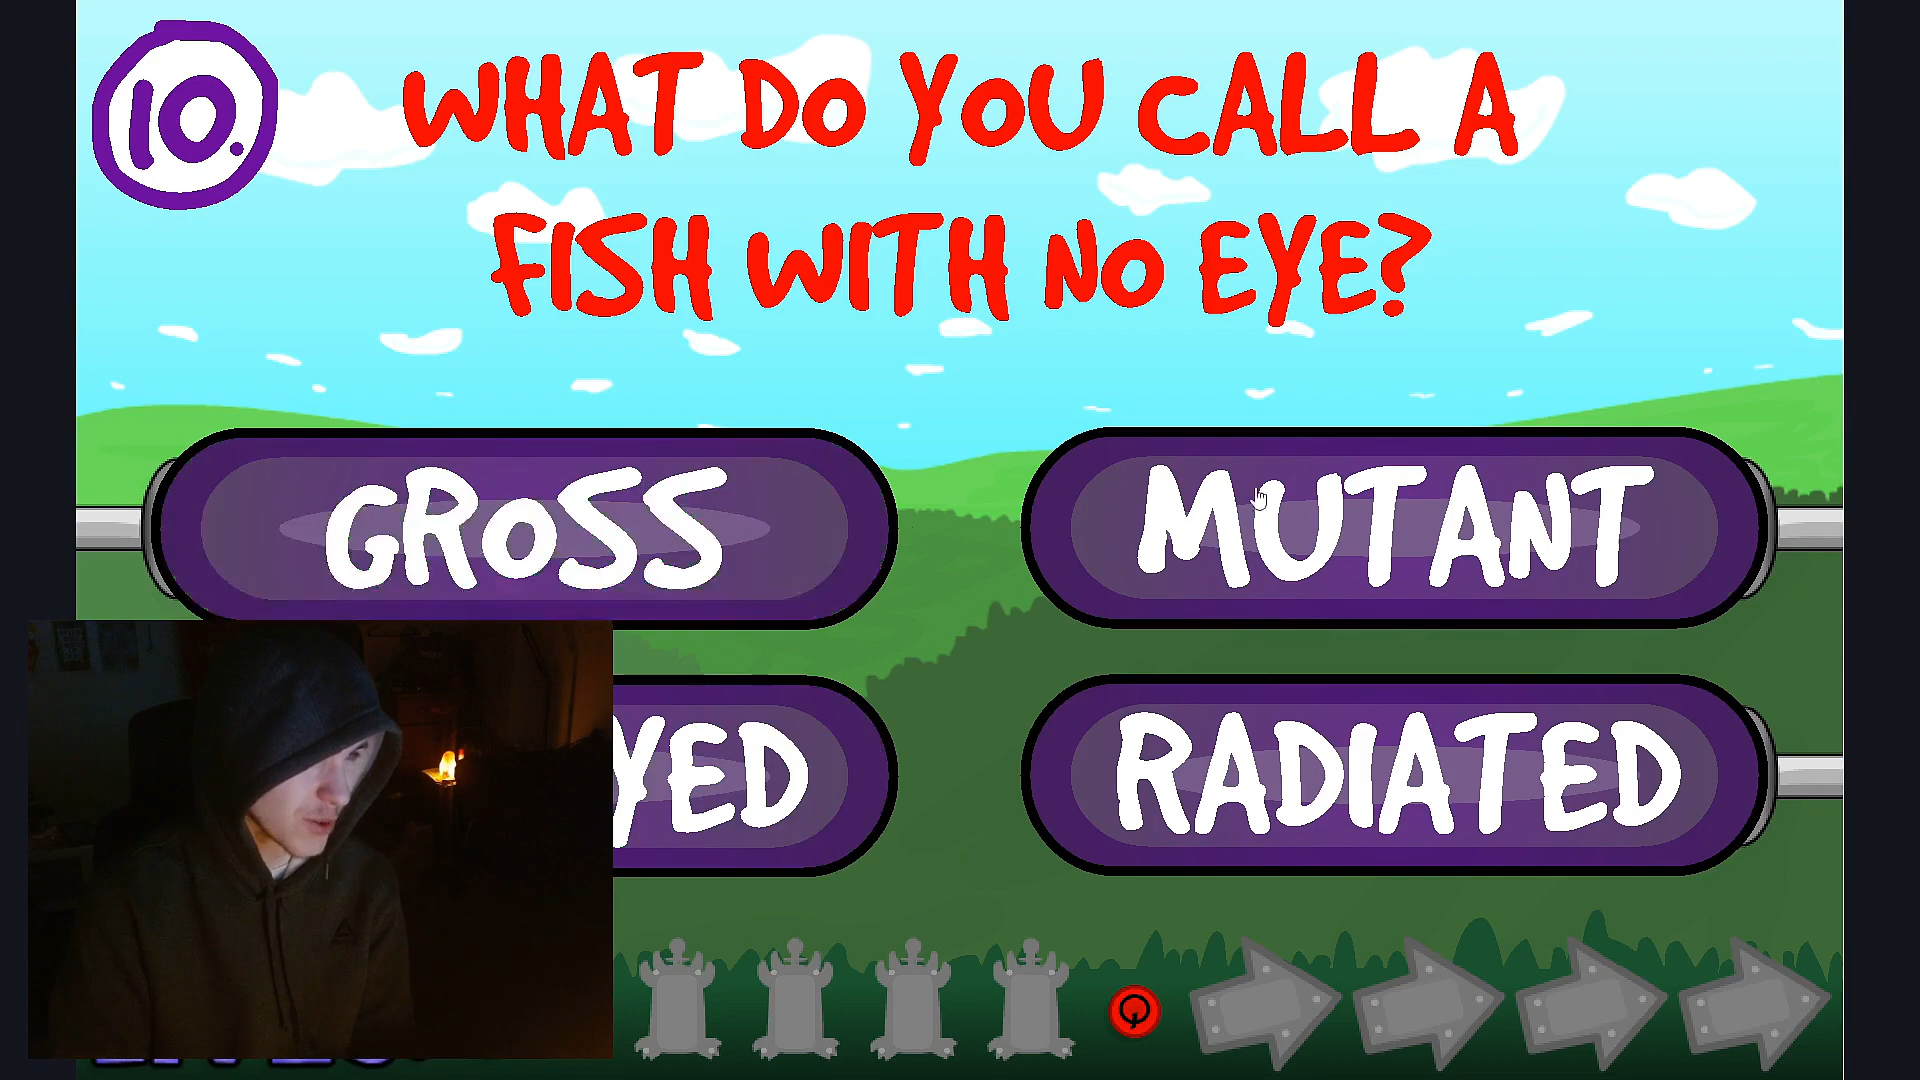 10.
WHAT DO YOU CALL A
FISH WITH NO EYE?
GROSS
MUTANT
YED
RADIATED